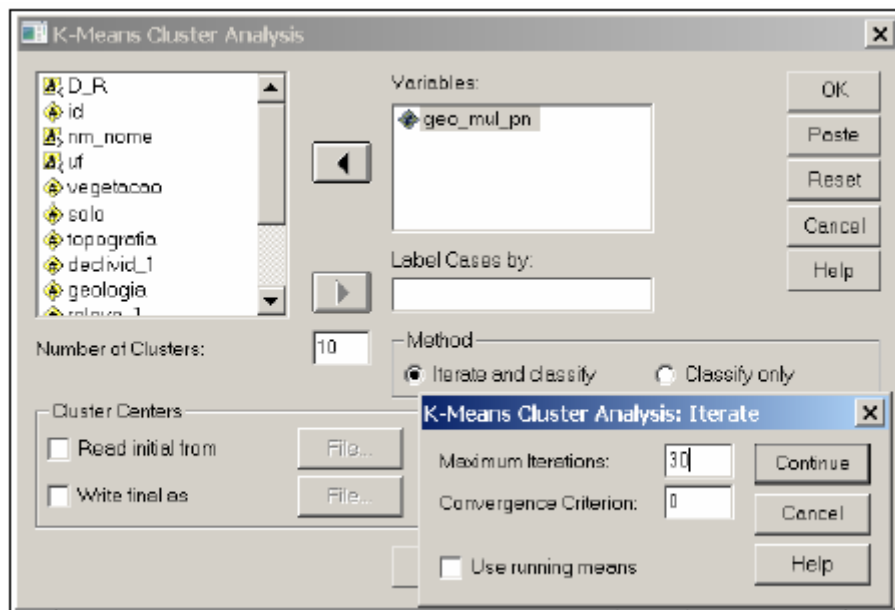 K-Means Cluster Analysis
D_R
id
nm_nome
uf
vegetacao
solo
topografia
declivid_1
geologia
Variables:
geo_mul_pn
Label Cases by:
OK
Paste
Reset
Cancel
Help
Number of Clusters:
10
Method
Iterate and classify
Classify only
Cluster Centers
Read initial from
File...
Write final as
File...
K-Means Cluster Analysis: Iterate
Maximum Iterations:
30
Convergence Criterion:
0
Use running means
Continue
Cancel
Help